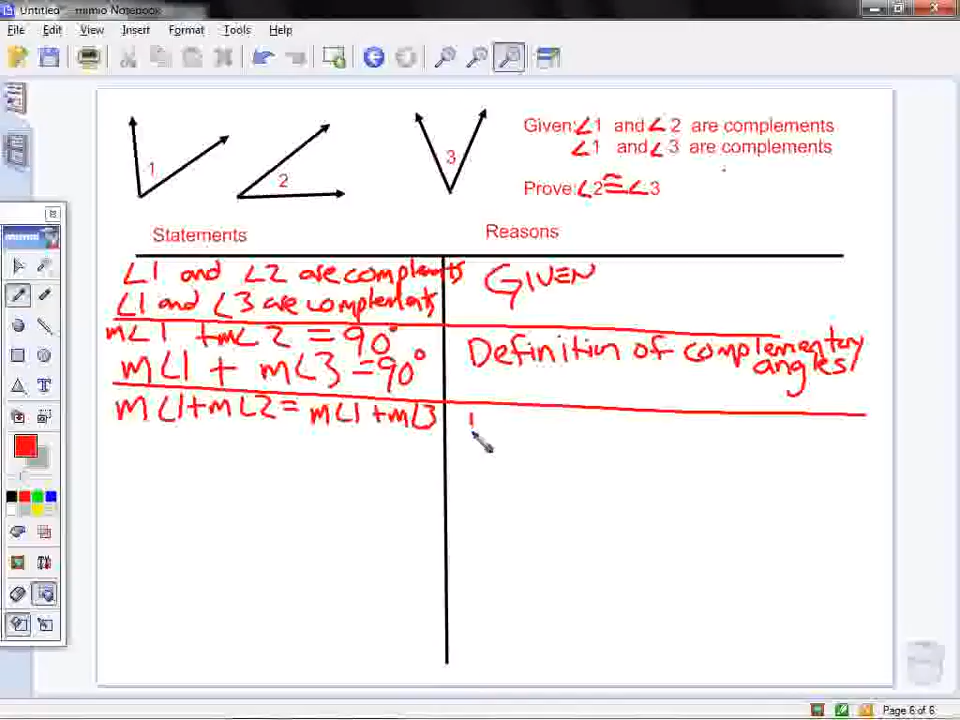 Untitled* - mimio Notebook
File Edit View Insert Format Tools Help
Given:∠1 and∠2 are complements
∠1 and∠3 are complements
Prove:∠2≅∠3
1
2
3
Statements
Reasons
∠1 and ∠2 are complements
GIVEN
∠1 and ∠3 are complements
m∠1 +m∠2 =90°
Definition of complementary
m∠1 + m∠3 =90°
angles
m∠1+m∠2= m∠1 +m∠3
mimio
T
Page 6 of 6